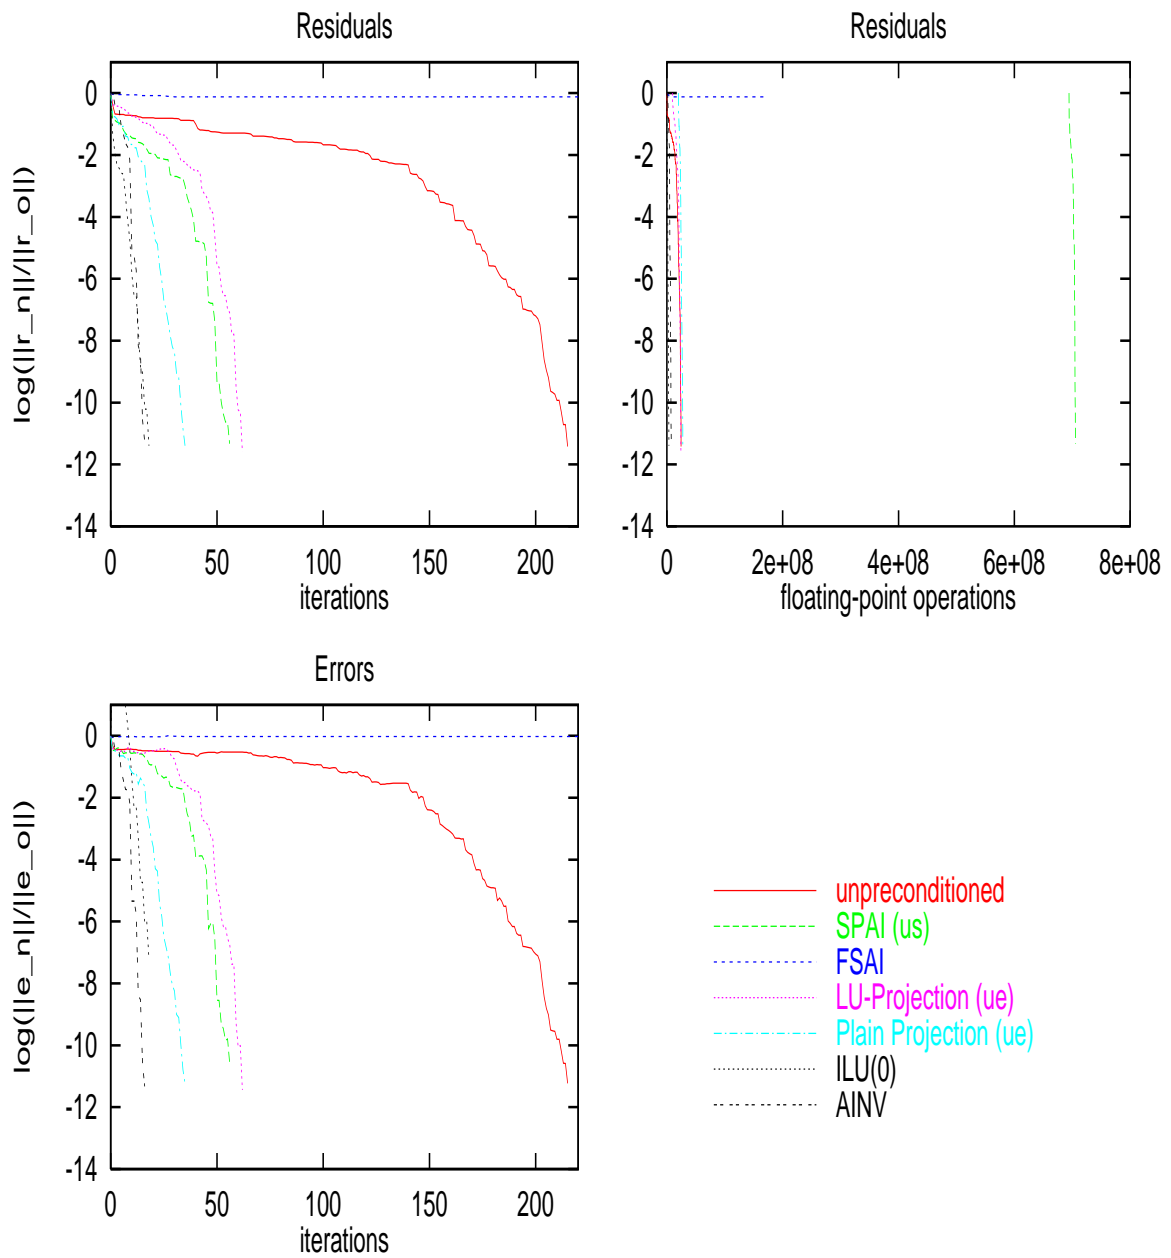 Residuals
log(||r_n||/||r_o||)
0
-2
-4
-6
-8
-10
-12
-14
0 50 100 150 200
iterations
Residuals
0
-2
-4
-6
-8
-10
-12
-14
0 2e+08 4e+08 6e+08 8e+08
floating-point operations
Errors
log(||e_n||/||e_o||)
0
-2
-4
-6
-8
-10
-12
-14
0 50 100 150 200
iterations
unpreconditioned
SPAI (us)
FSAI
LU-Projection (ue)
Plain Projection (ue)
ILU(0)
AINV